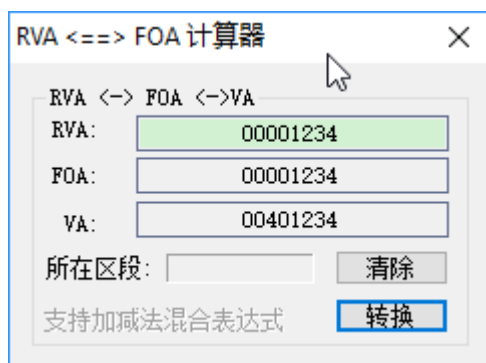 RVA <==> FOA 计算器
RVA <-> FOA <->VA
RVA: 00001234
FOA: 00001234
VA: 00401234
所在区段: 清除
支持加减法混合表达式 转换